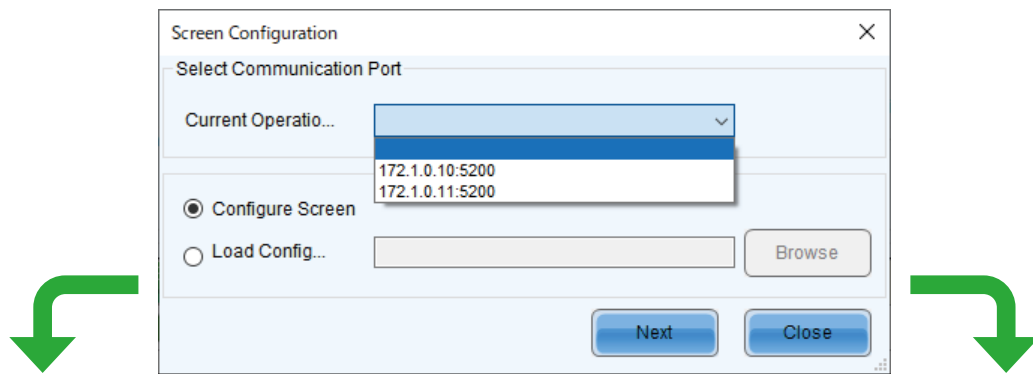 Screen Configuration
Select Communication Port
Current Operatio...
172.1.0.10:5200
172.1.0.11:5200
Configure Screen
Load Config...
Browse
Next
Close